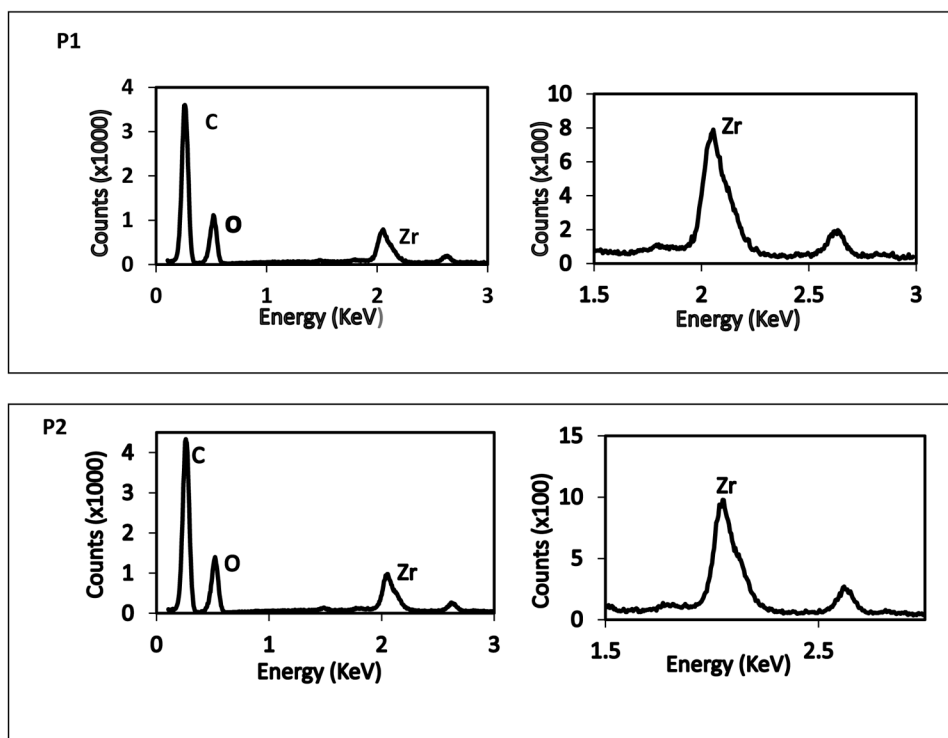 P1
Counts (x1000)
4
3
2
1
0
C
O
Zr
0 1 2 3
Energy (KeV)
Counts (x100)
10
8
6
4
2
0
Zr
1.5 2 2.5 3
Energy (KeV)
P2
Counts (x1000)
4
3
2
1
0
C
O
Zr
0 1 2 3
Energy (KeV)
Counts (x100)
15
10
5
0
Zr
1.5 2.5
Energy (KeV)